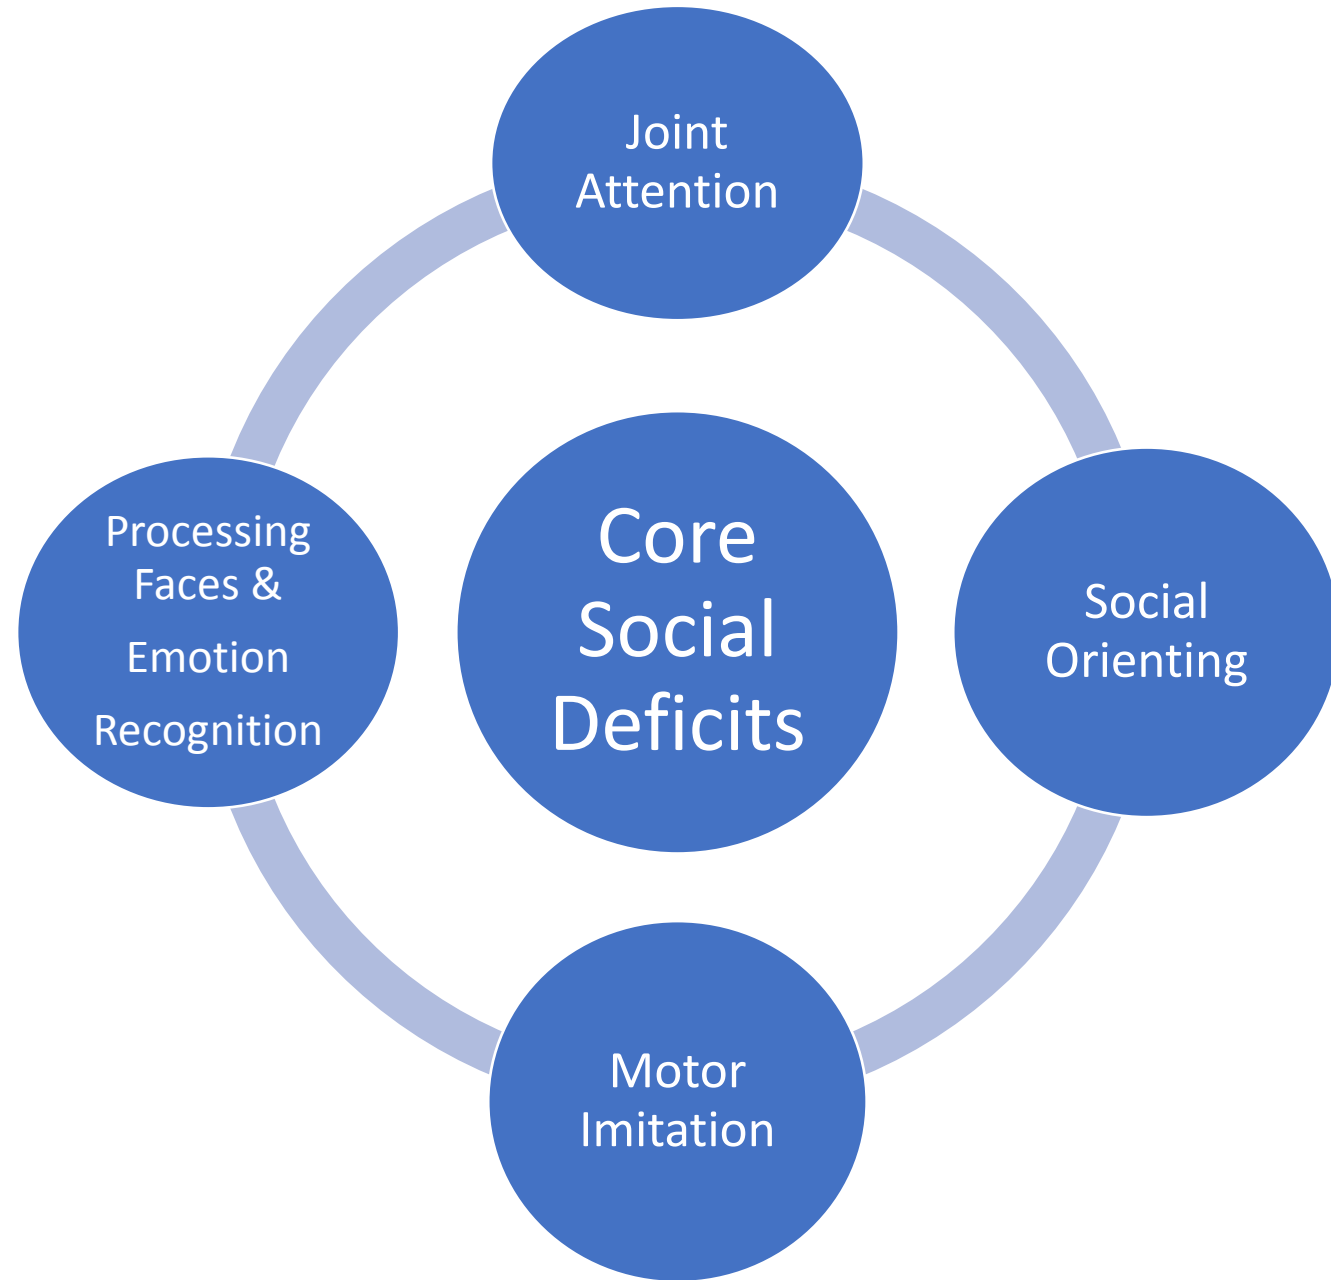 Joint
Attention
Processing
Faces &
Emotion
Recognition
Core
Social
Deficits
Social
Orienting
Motor
Imitation